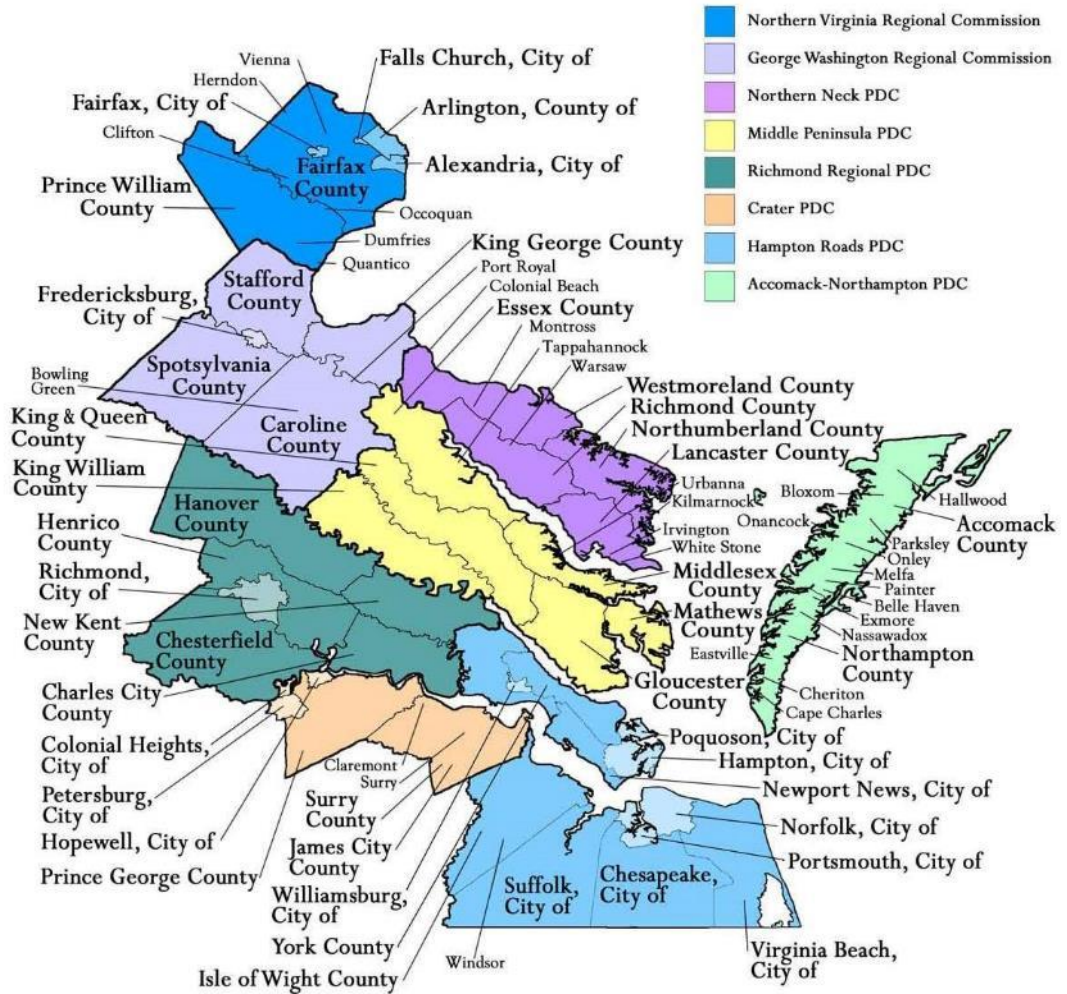 Northern Virginia Regional Commission
George Washington Regional Commission
Northern Neck PDC
Middle Peninsula PDC
Richmond Regional PDC
Crater PDC
Hampton Roads PDC
Accomack-Northampton PDC
Vienna
Herndon
Falls Church, City of
Fairfax, City of
Arlington, County of
Clifton
Alexandria, City of
Fairfax
County
Prince William
County
Occoquan
Dumfries
Quantico
King George County
Port Royal
Colonial Beach
Essex County
Montross
Tappahannock
Warsaw
Stafford
County
Fredericksburg,
City of
Spotsylvania
County
Bowling
Green
Caroline
County
King & Queen
County
King William
County
Westmoreland County
Richmond County
Northumberland County
Lancaster County
Urbanna
Kilmarnock
Irvington
White Stone
Middlesex
County
Mathews
County
Gloucester
County
Bloxom
Onancock
Hallwood
Accomack
County
Parksley
Onley
Melfa
Painter
Belle Haven
Exmore
Nassawadox
Eastville
Northampton
County
Cheriton
Cape Charles
Hanover
County
Henrico
County
Richmond,
City of
New Kent
County
Chesterfield
County
Charles City
County
Colonial Heights,
City of
Petersburg,
City of
Hopewell, City of
Prince George County
Claremont
Surry
Surry
County
James City
County
Williamsburg,
City of
York County
Isle of Wight County
Windsor
Poquoson, City of
Hampton, City of
Newport News, City of
Norfolk, City of
Portsmouth, City of
Suffolk,
City of
Chesapeake,
City of
Virginia Beach,
City of